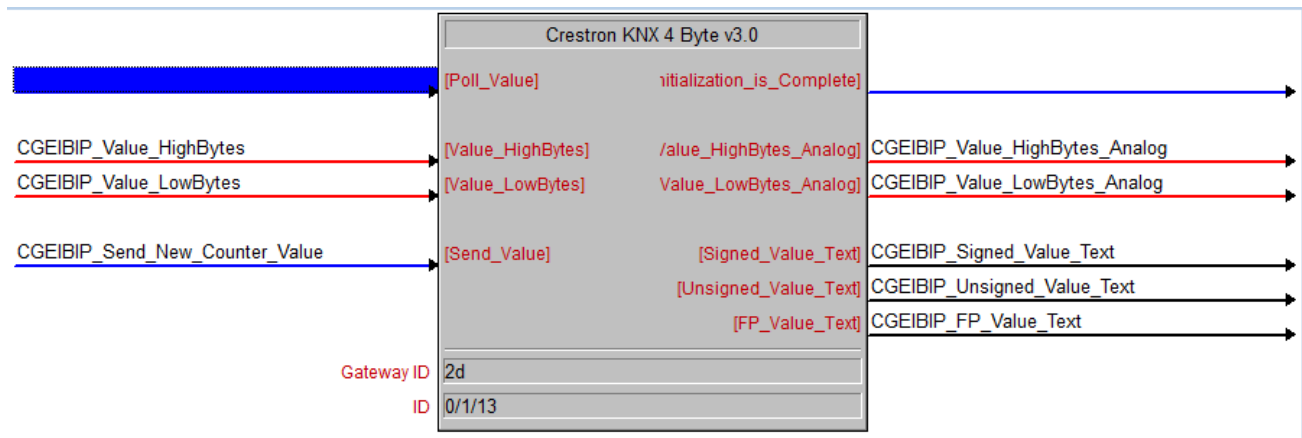 Crestron KNX 4 Byte v3.0
[Poll_Value] nitialization_is_Complete]
CGEIBIP_Value_HighBytes [Value_HighBytes] /alue_HighBytes_Analog] CGEIBIP_Value_HighBytes_Analog
CGEIBIP_Value_LowBytes [Value_LowBytes] Value_LowBytes_Analog] CGEIBIP_Value_LowBytes_Analog
CGEIBIP_Send_New_Counter_Value [Send_Value] [Signed_Value_Text] CGEIBIP_Signed_Value_Text
[Unsigned_Value_Text] CGEIBIP_Unsigned_Value_Text
[FP_Value_Text] CGEIBIP_FP_Value_Text
Gateway ID 2d
ID 0/1/13